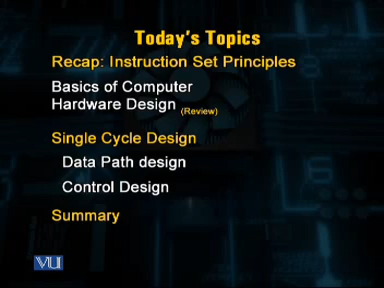 Today's Topics
Recap: Instruction Set Principles
Basics of Computer
Hardware Design (Review)
Single Cycle Design
Data Path design
Control Design
Summary
VU